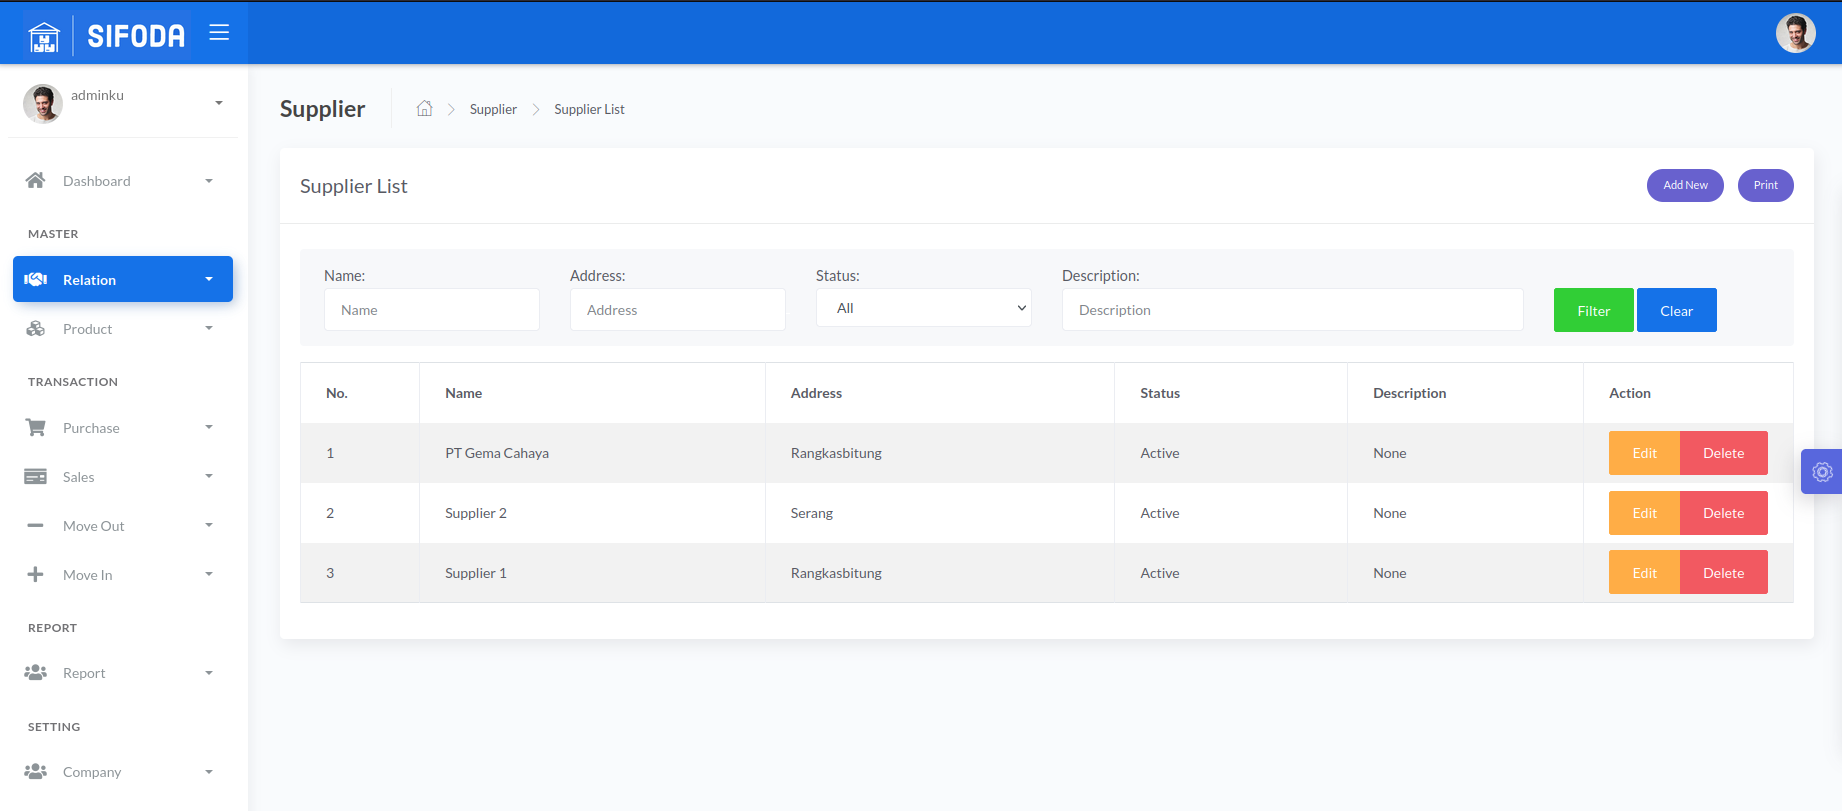 SIFODA
adminku
Dashboard
MASTER
Relation
Product
TRANSACTION
Purchase
Sales
Move Out
Move In
REPORT
Report
SETTING
Company
Supplier
Supplier
Supplier List
Supplier List
Add New
Print
Name: Address: Status: Description:
Name Address All Description Filter Clear
No. Name Address Status Description Action
1 PT Gema Cahaya Rangkasbitung Active None Edit Delete
2 Supplier 2 Serang Active None Edit Delete
3 Supplier 1 Rangkasbitung Active None Edit Delete